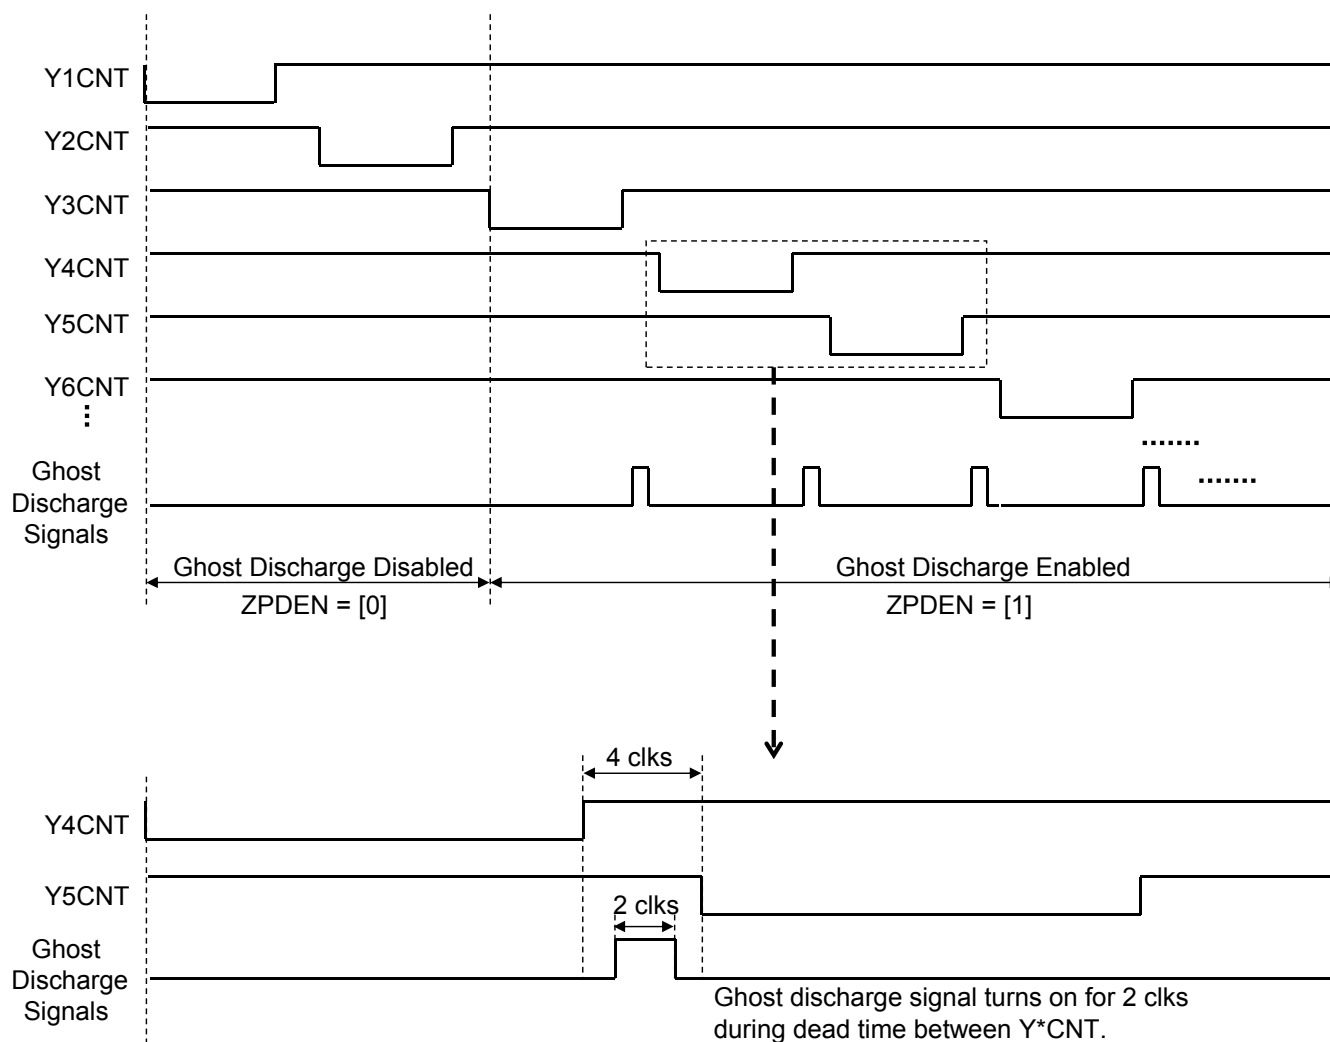 Y1CNT
Y2CNT
Y3CNT
Y4CNT
Y5CNT
Y6CNT
Ghost
Discharge
Signals
Ghost Discharge Disabled
ZPDEN = [0]
Ghost Discharge Enabled
ZPDEN = [1]
4 clks
Y4CNT
Y5CNT
2 clks
Ghost
Discharge
Signals
Ghost discharge signal turns on for 2 clks
during dead time between Y*CNT.